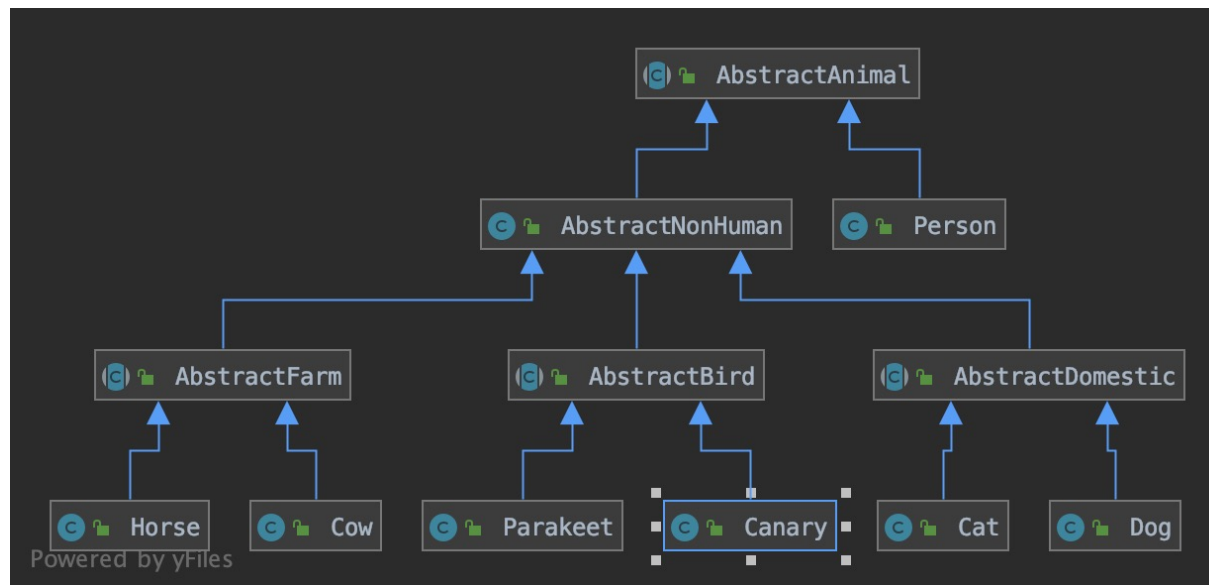 AbstractAnimal
AbstractNonHuman
Person
AbstractFarm
AbstractBird
AbstractDomestic
Horse
Cow
Parakeet
Canary
Cat
Dog
Powered by yFiles